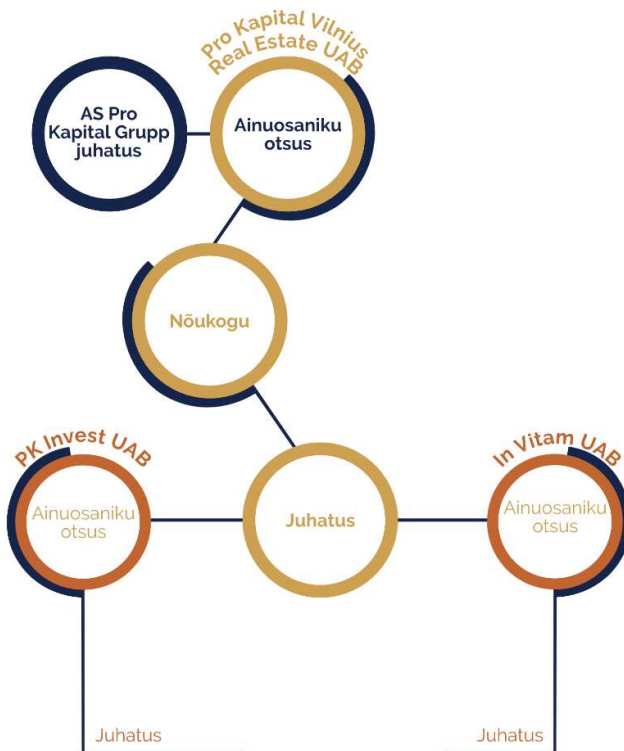 Pro Kapital Vilnius
Real Estate UAB
AS Pro
Kapital Grupp
juhatus
Ainuosaniku
otsus
Nõukogu
PK Invest UAB
Ainuosaniku
otsus
Juhatus
In Vitam UAB
Ainuosaniku
otsus
Juhatus
Juhatus